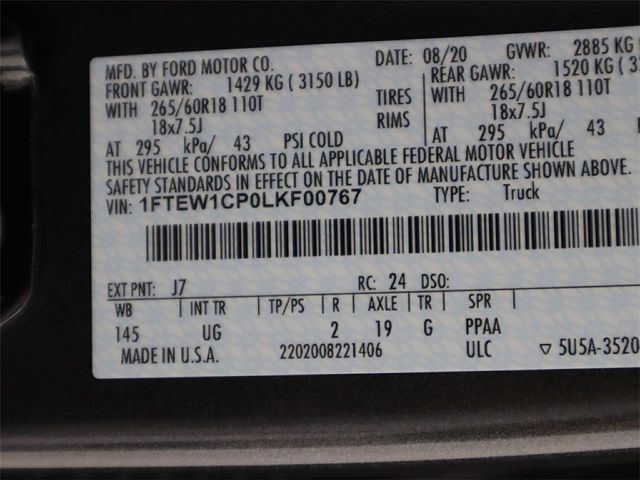 MFD. BY FORD MOTOR CO. DATE: 08/20 GVWR: 2885 KG
FRONT GAWR: 1429 KG ( 3150 LB) REAR GAWR: 1520 KG
WITH 265/60R18 110T TIRES WITH 265/60R18 110T
18x7.5J RIMS 18x7.5J
AT 295 kPa/ 43 PSI COLD AT 295 kPa/ 43
THIS VEHICLE CONFORMS TO ALL APPLICABLE FEDERAL MOTOR VEHICLE
SAFETY STANDARDS IN EFFECT ON THE DATE OF MANUFACTURE SHOWN ABOVE.
VIN: 1FTEW1CP0LKF00767 TYPE: Truck
EXT PNT: J7 RC: 24 DSO:
WB INT TR TP/PS R AXLE TR SPR
145 UG 2 19 G PPAA
MADE IN U.S.A. 2202008221406 ULC ▽ 5U5A-3520